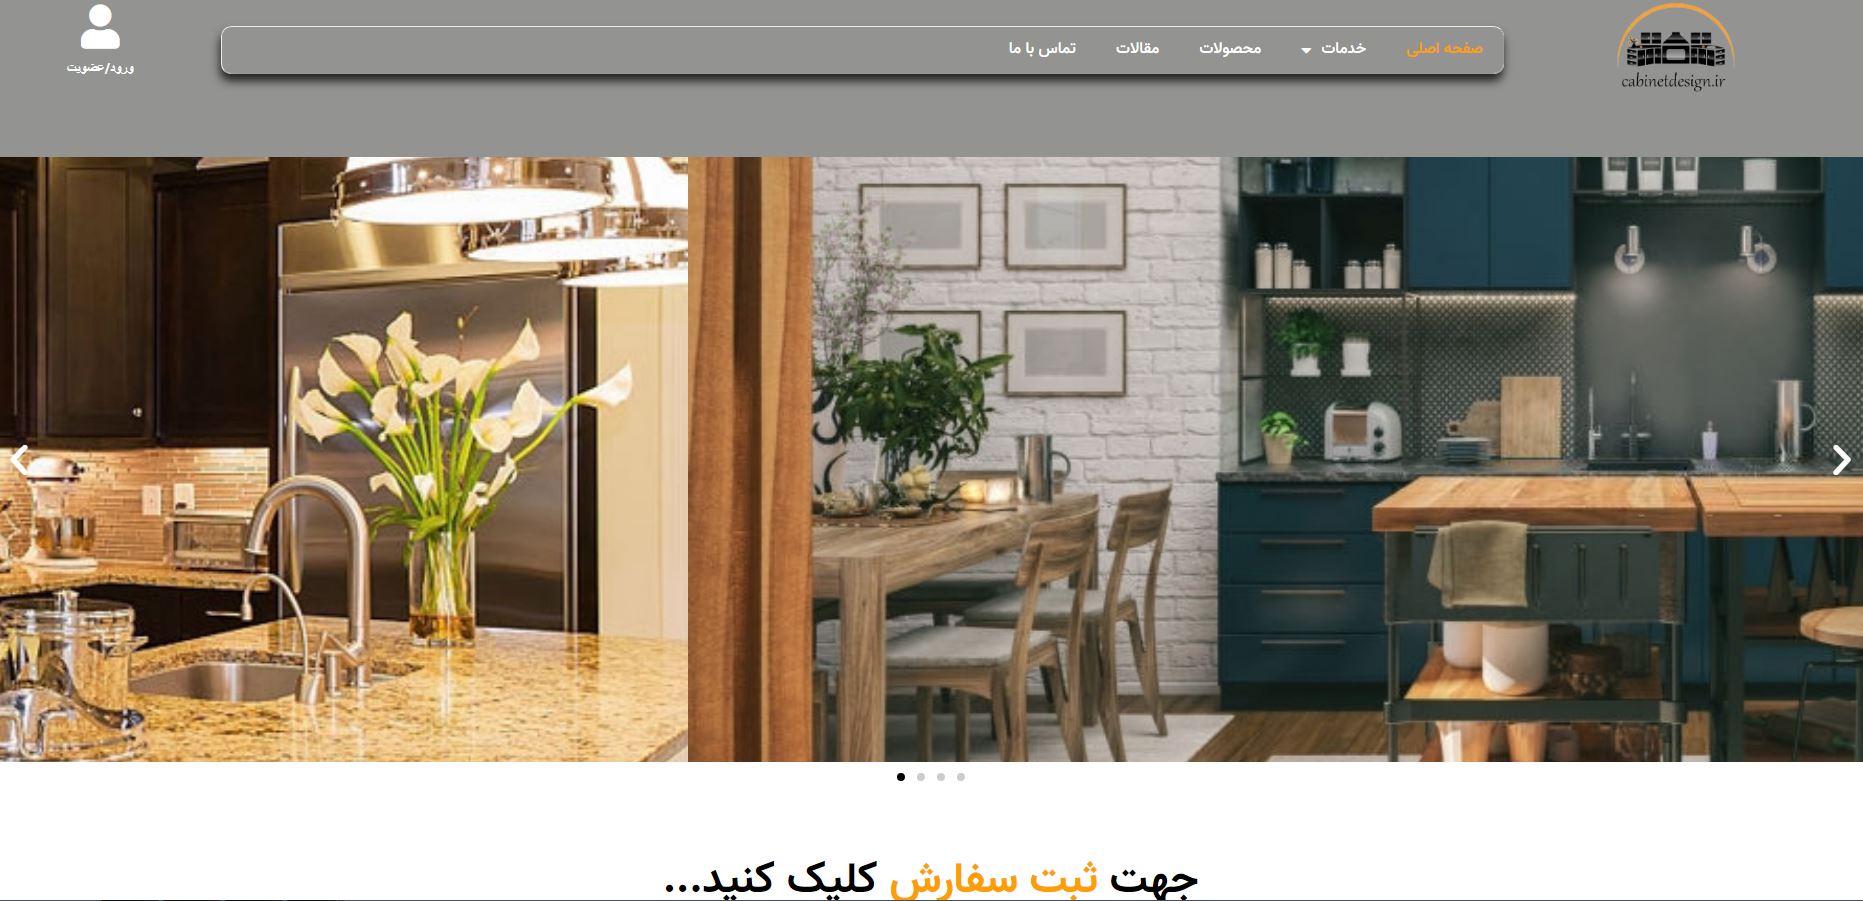 cabinetdesign.ir
صفحه اصلی
خدمات
محصولات
مقالات
تماس با ما
ورود/عضویت
جهت ثبت سفارش کلیک کنید...